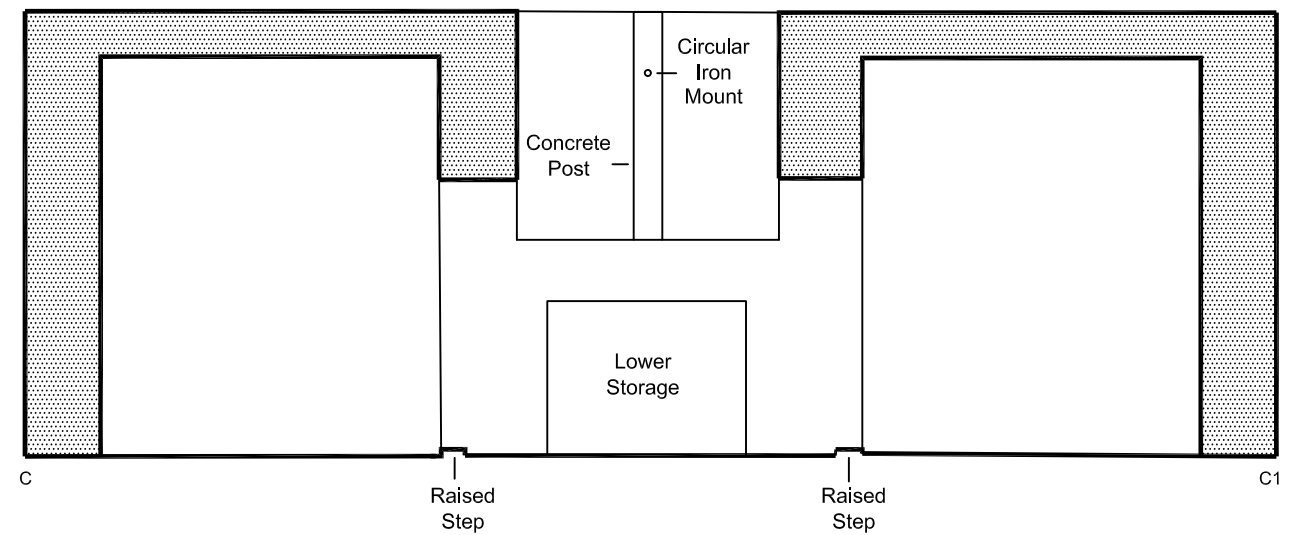 Circular
Iron
Mount
Concrete
Post
Lower
Storage
C
C1
Raised
Step
Raised
Step